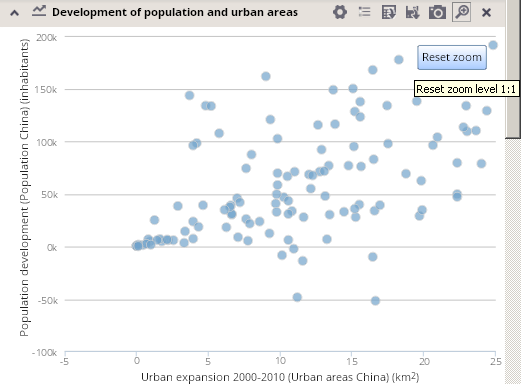 Development of population and urban areas
Reset zoom
Reset zoom level 1:1
Population development (Population China) (inhabitants)
200k
150k
100k
50k
0k
-50k
-100k
-5
0
5
10
15
20
25
Urban expansion 2000-2010 (Urban areas China) (km²)